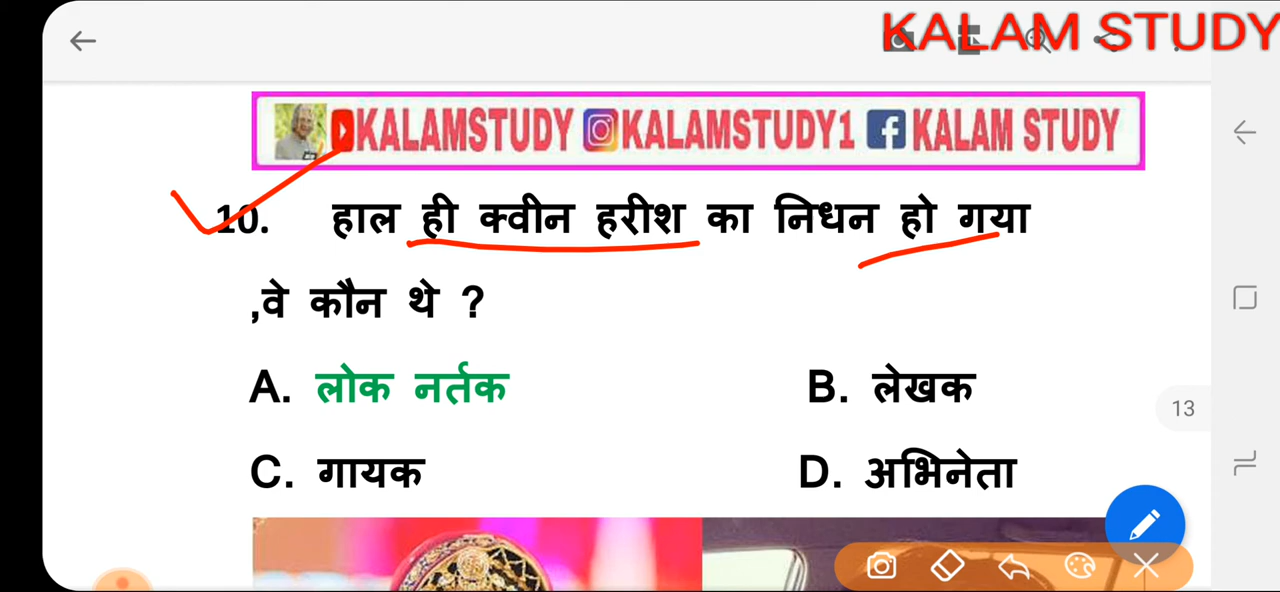 KALAM STUDY
KALAMSTUDY KALAMSTUDY1 KALAM STUDY
10. हाल ही क्वीन हरीश का निधन हो गया
,वे कौन थे ?
A. लोक नर्तक B. लेखक
13
C. गायक D. अभिनेता